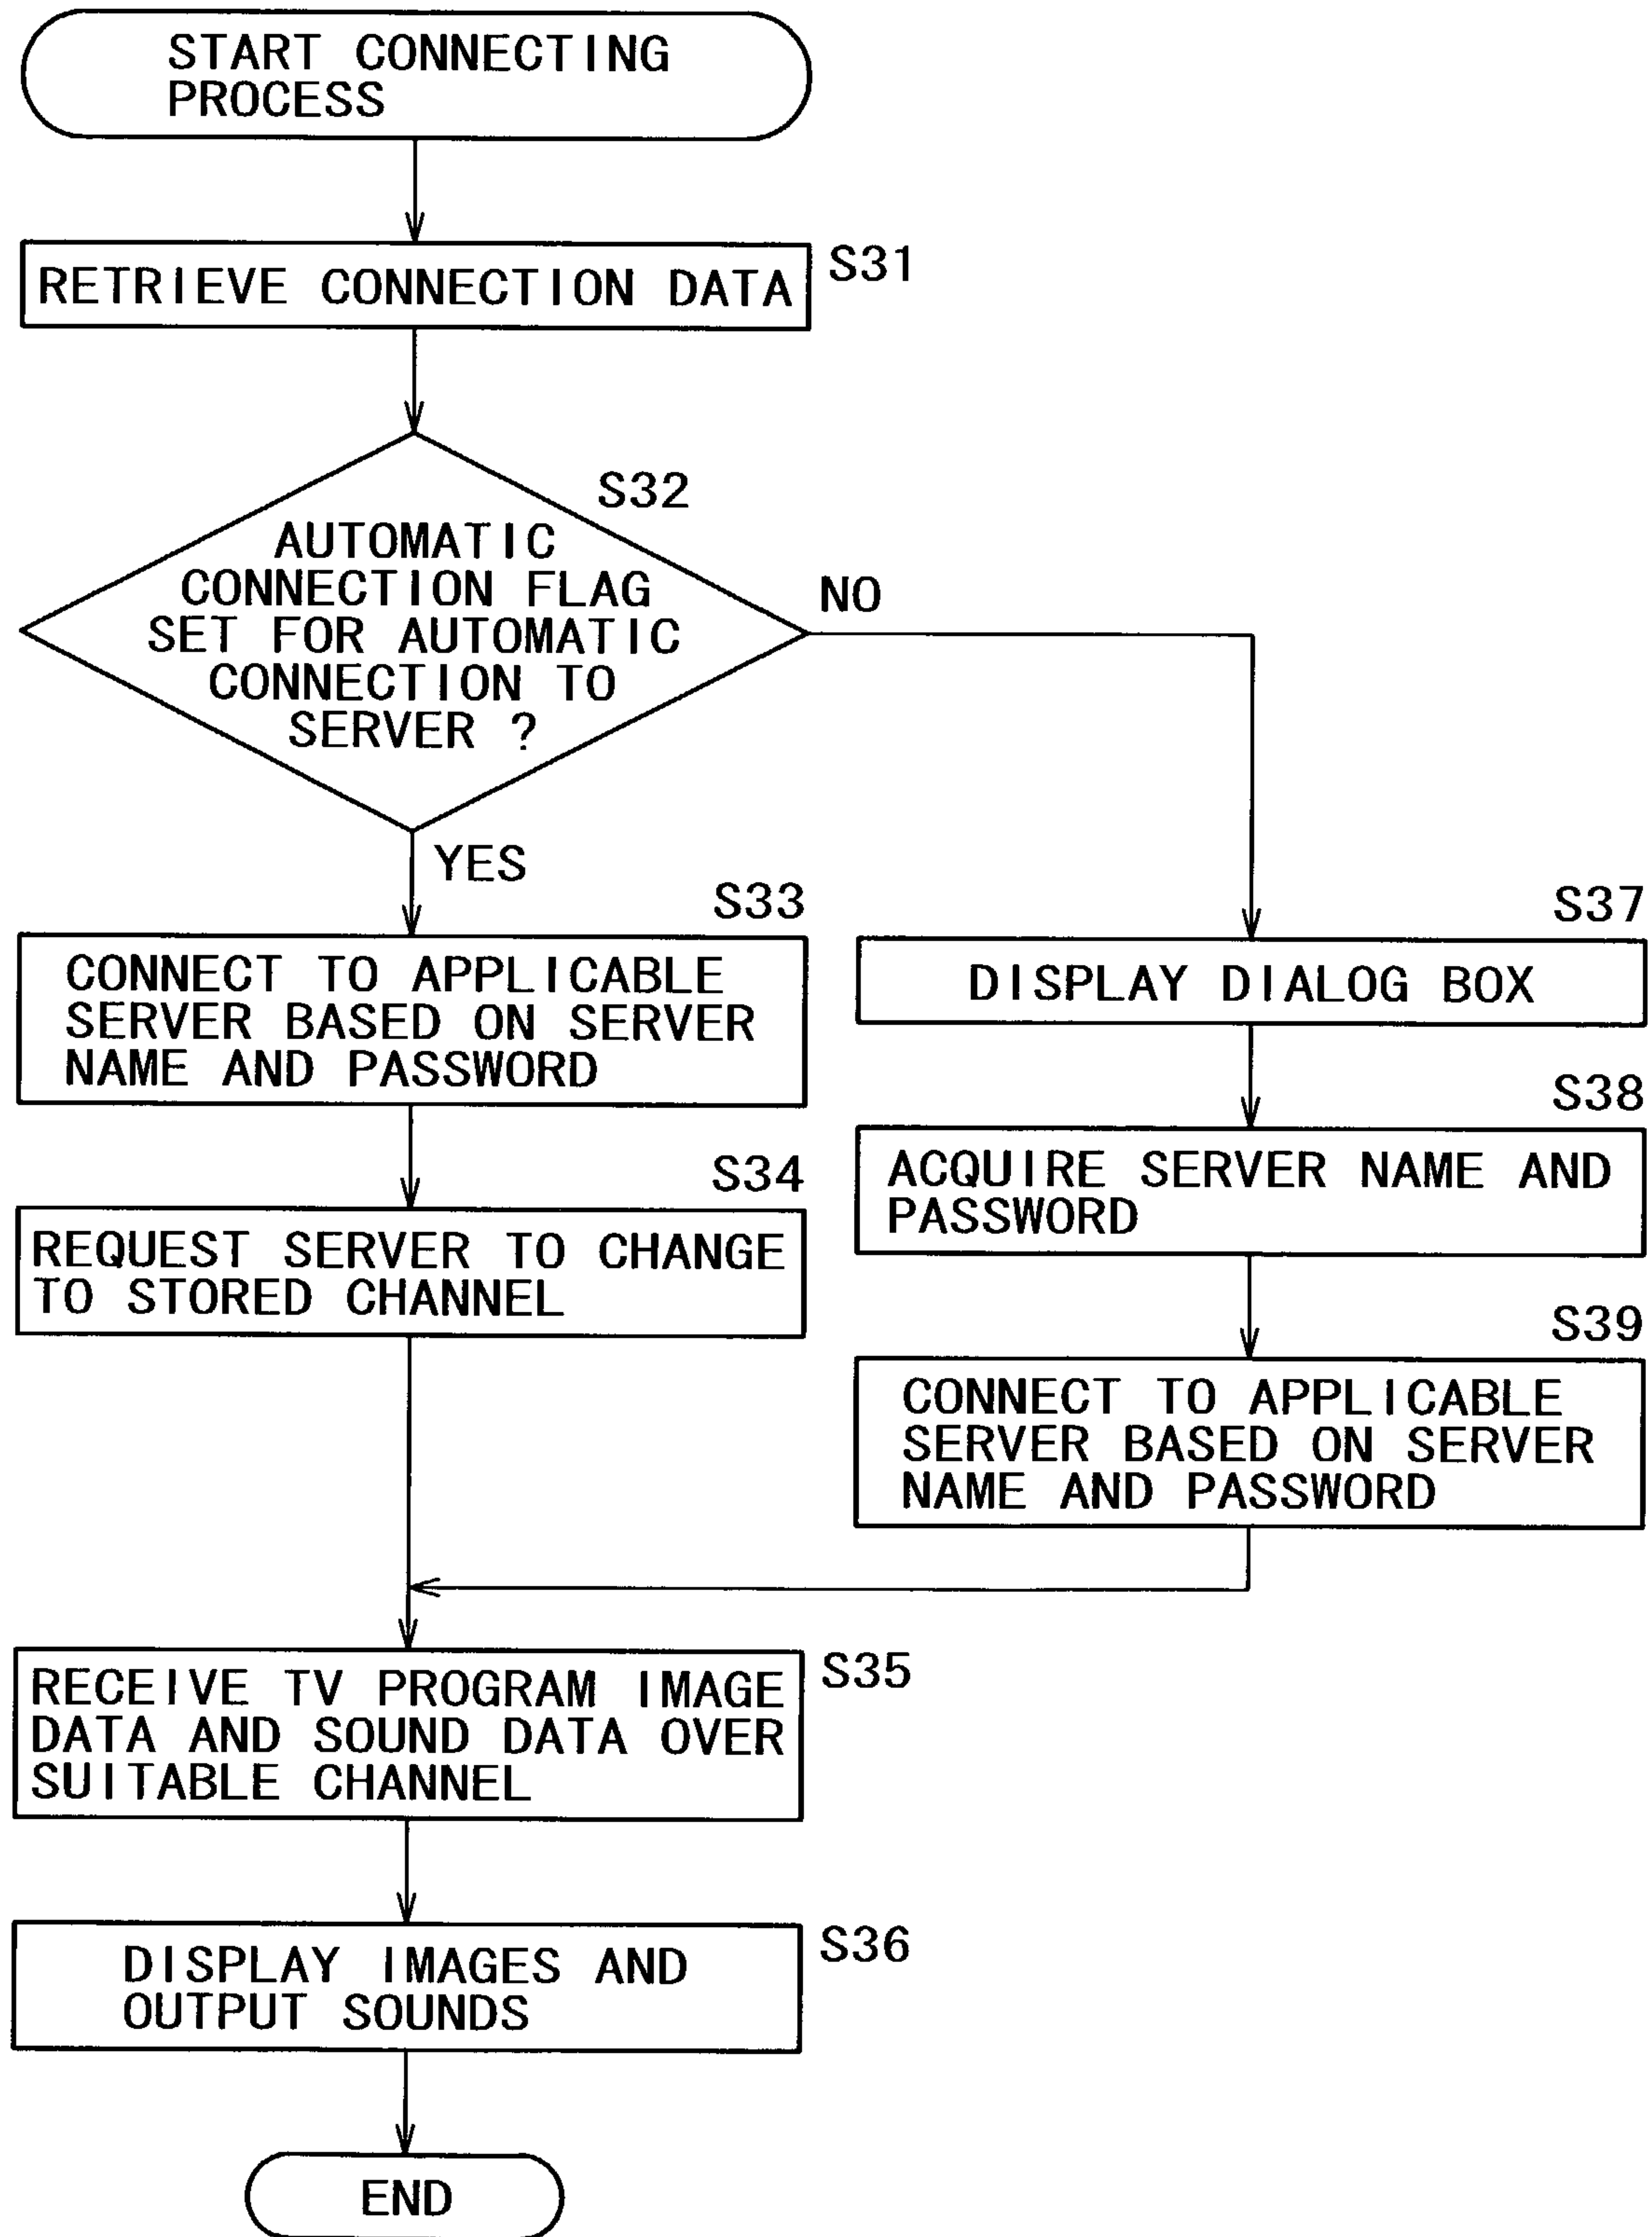 START CONNECTING
PROCESS
RETRIEVE CONNECTION DATA
S31
S32
AUTOMATIC
CONNECTION FLAG
SET FOR AUTOMATIC
CONNECTION TO
SERVER ?
NO
YES
S33
CONNECT TO APPLICABLE
SERVER BASED ON SERVER
NAME AND PASSWORD
S34
REQUEST SERVER TO CHANGE
TO STORED CHANNEL
S37
DISPLAY DIALOG BOX
S38
ACQUIRE SERVER NAME AND
PASSWORD
S39
CONNECT TO APPLICABLE
SERVER BASED ON SERVER
NAME AND PASSWORD
RECEIVE TV PROGRAM IMAGE
DATA AND SOUND DATA OVER
SUITABLE CHANNEL
S35
DISPLAY IMAGES AND
OUTPUT SOUNDS
S36
END